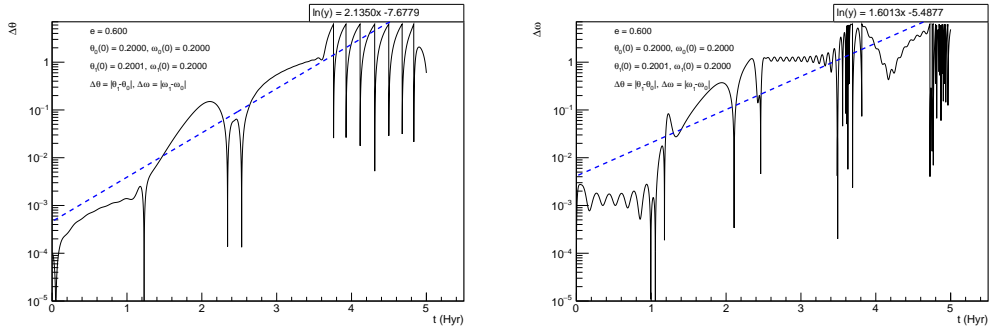 ln(y) = 2.1350x -7.6779
Δθ
e = 0.600
θ₀(0) = 0.2000, ω₀(0) = 0.2000
θ₁(0) = 0.2001, ω₁(0) = 0.2000
Δθ = |θ₁-θ₀|, Δω = |ω₁-ω₀|
1
10⁻¹
10⁻²
10⁻³
10⁻⁴
10⁻⁵
0 1 2 3 4 5
t (Hyr)
ln(y) = 1.6013x -5.4877
Δω
e = 0.600
θ₀(0) = 0.2000, ω₀(0) = 0.2000
θ₁(0) = 0.2001, ω₁(0) = 0.2000
Δθ = |θ₁-θ₀|, Δω = |ω₁-ω₀|
1
10⁻¹
10⁻²
10⁻³
10⁻⁴
10⁻⁵
0 1 2 3 4 5
t (Hyr)